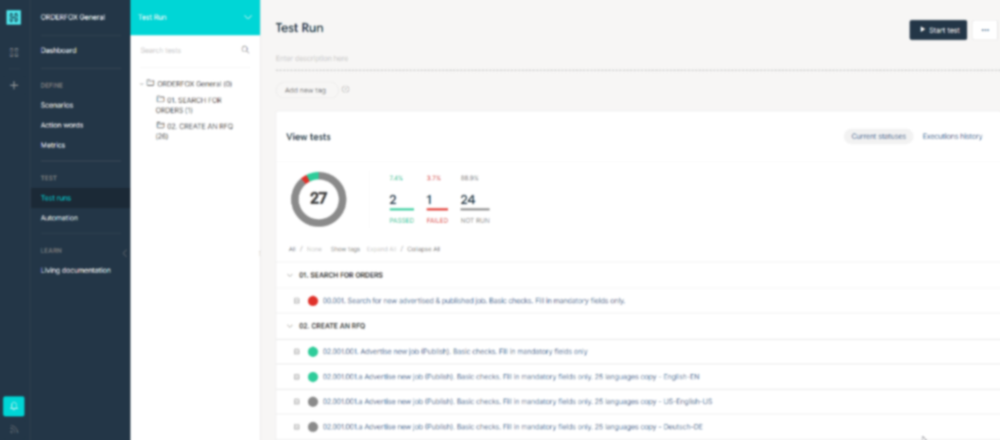 ORDERFOX General
Dashboard
DEFINE
Scenarios
Action words
Metrics
TEST
Test runs
Automation
LEARN
Living documentation
Test Run
Search tests
ORDERFOX General (0)
01. SEARCH FOR
ORDERS (1)
02. CREATE AN RFQ
(26)
Test Run
Start test
Enter description here
Add new tag
View tests
Current statuses
Executions history
27
7.4%
3.7%
88.9%
2
1
24
PASSED
FAILED
NOT RUN
All / None Show tags Expand All / Collapse All
01. SEARCH FOR ORDERS
00.001. Search for new advertised & published job. Basic checks. Fill in mandatory fields only.
02. CREATE AN RFQ
02.001.001. Advertise new job (Publish). Basic checks. Fill in mandatory fields only
02.001.001.a Advertise new job (Publish). Basic checks. Fill in mandatory fields only. 25 languages copy - English-EN
02.001.001.a Advertise new job (Publish). Basic checks. Fill in mandatory fields only. 25 languages copy - US-English-US
02.001.001.a Advertise new job (Publish). Basic checks. Fill in mandatory fields only. 25 languages copy - Deutsch-DE